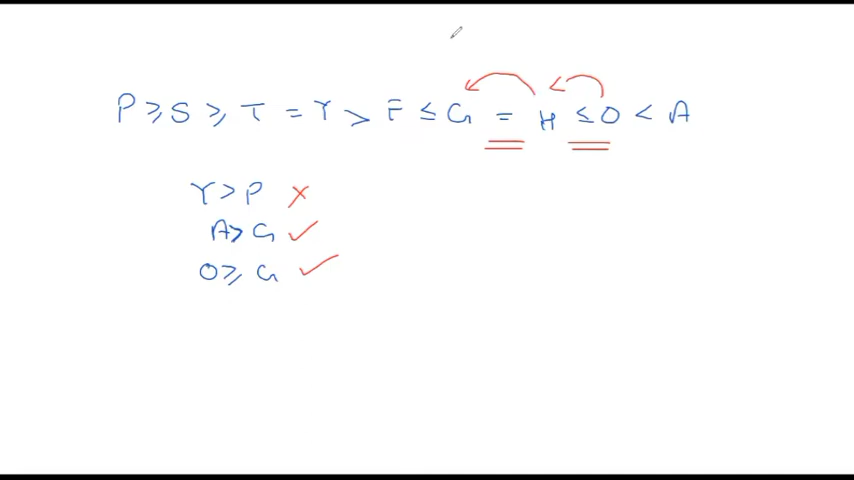 P ≥ S ≥ T = Y > F ≤ G = H ≤ O < A
Y > P ✗
A > G ✓
O ≥ G ✓